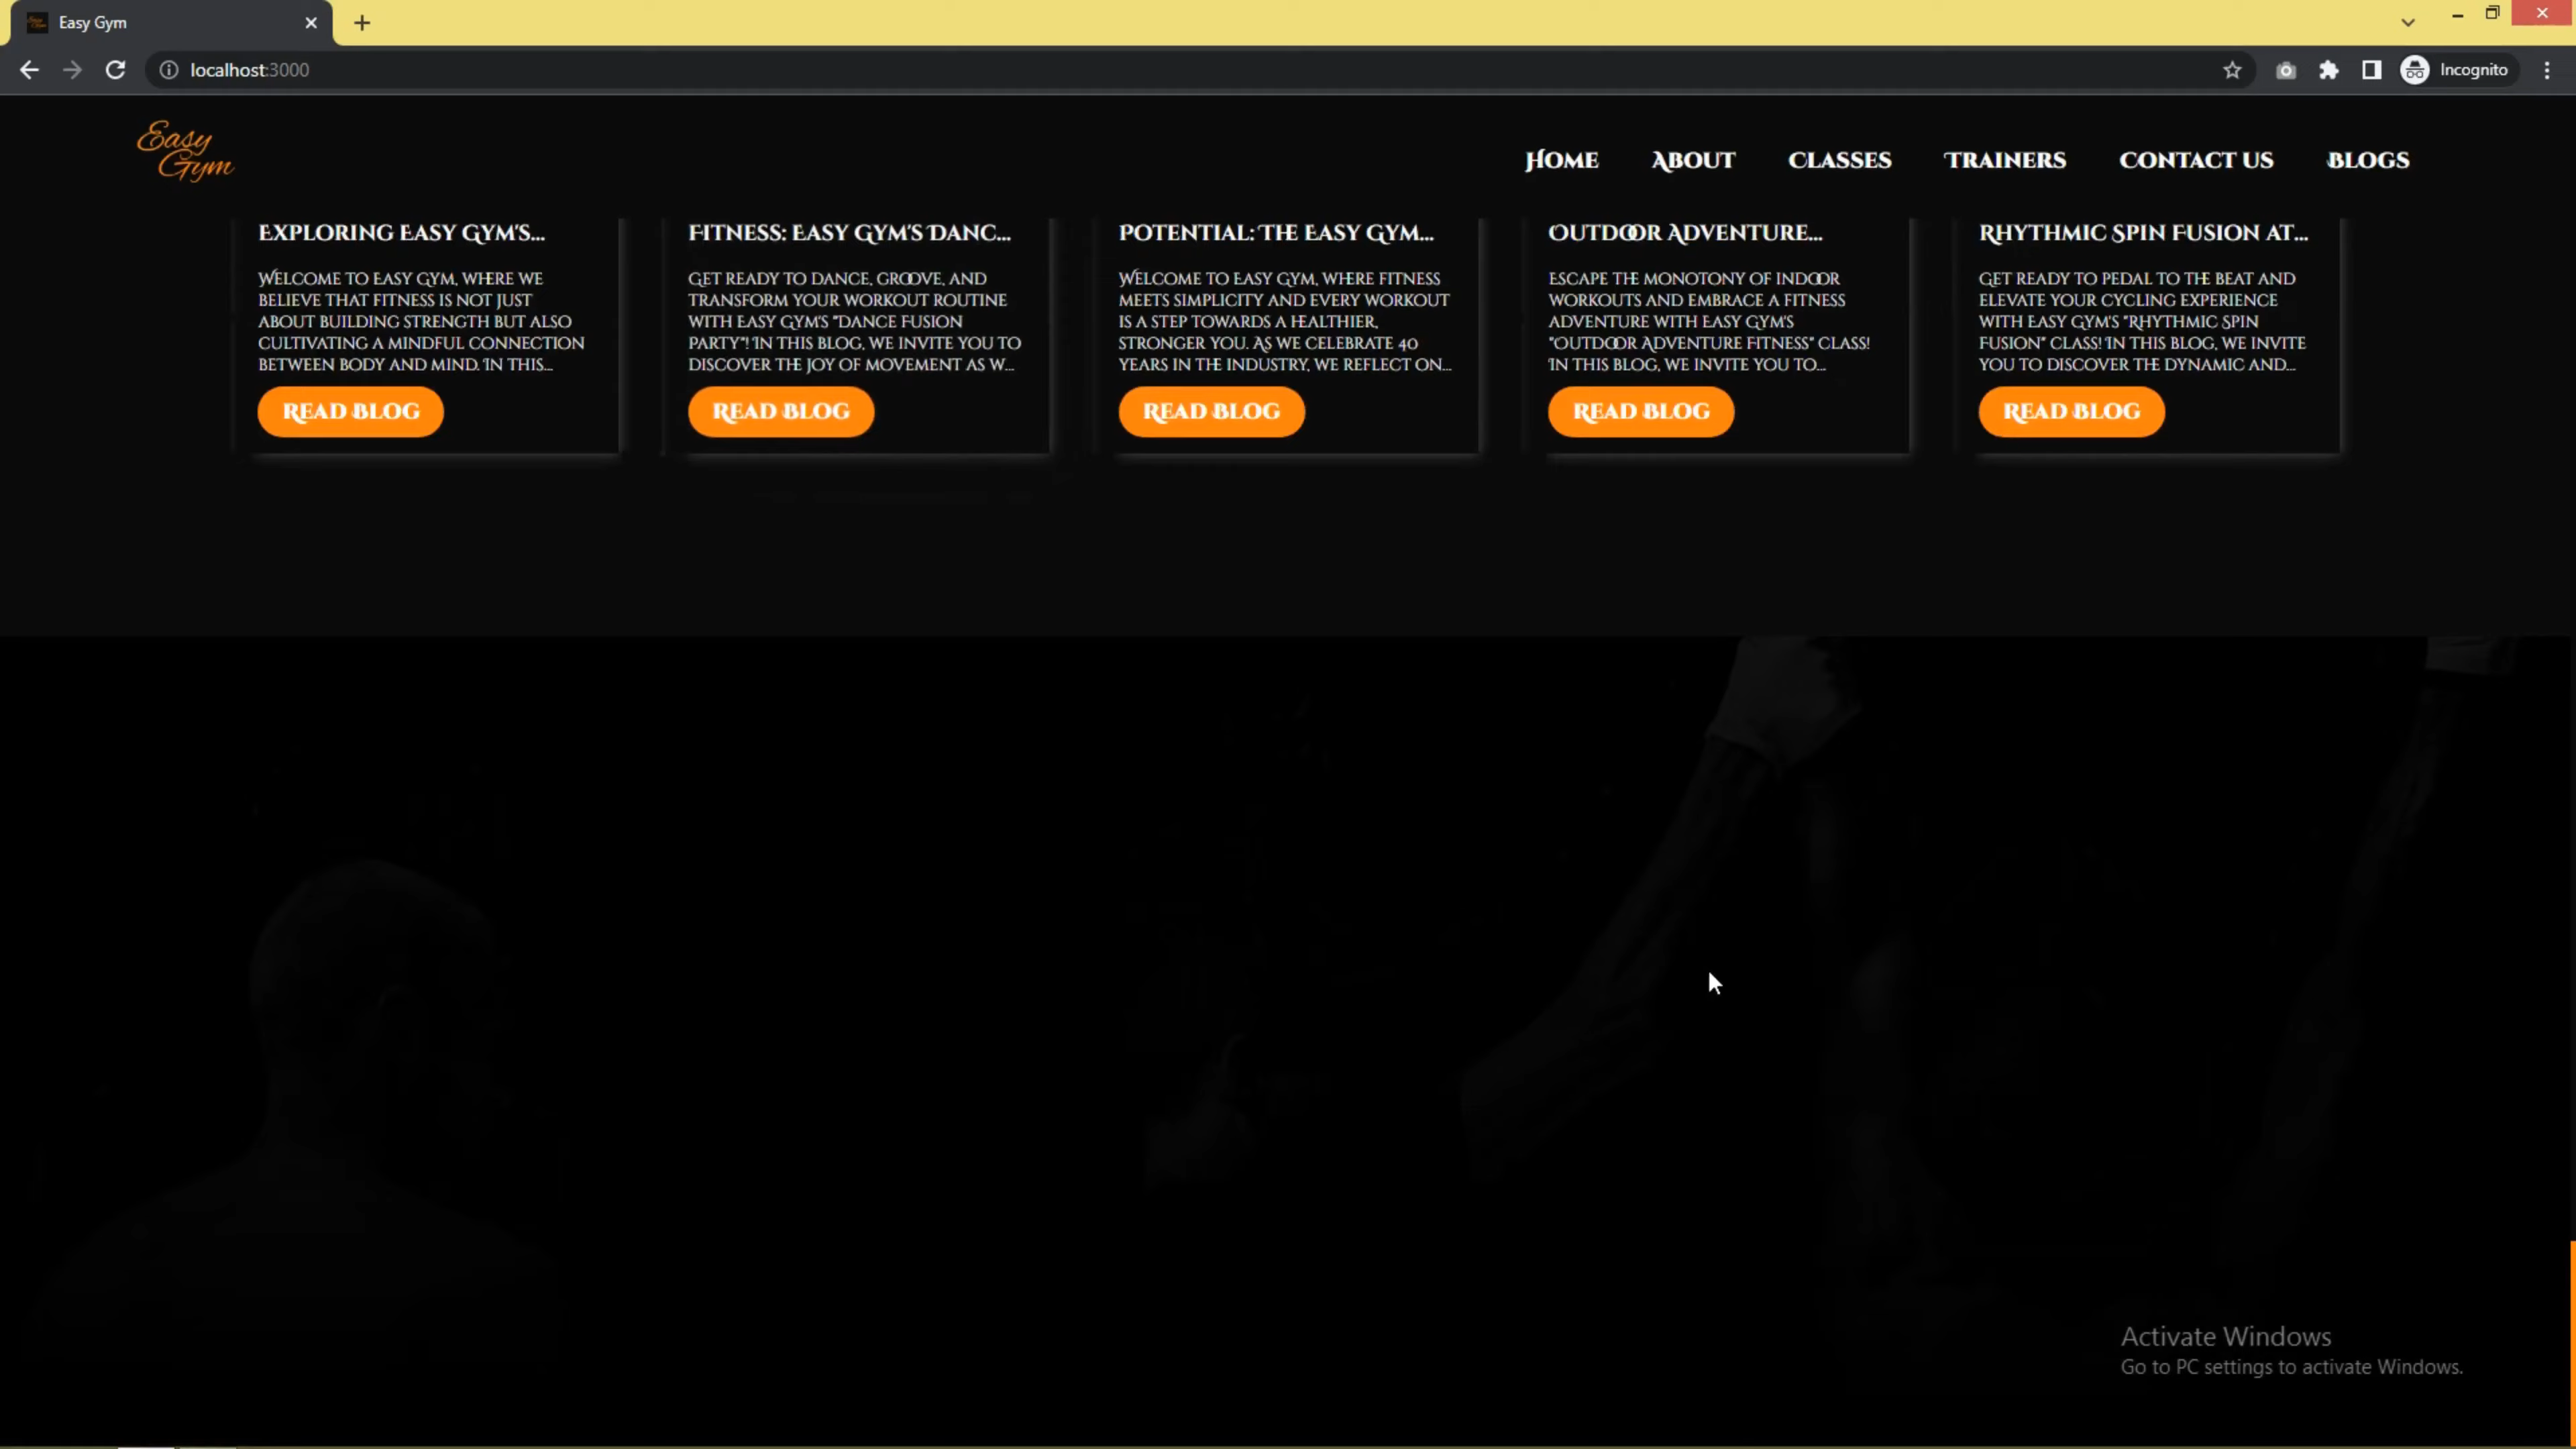 Easy Gym
localhost:3000
Incognito
Easy
Gym
Home About Classes Trainers Contact us Blogs
Exploring Easy Gym's...
Welcome to Easy Gym, where we
believe that fitness is not just
about building strength but also
cultivating a mindful connection
between body and mind. In this...
Read Blog
Fitness: Easy Gym's Danc...
Get ready to dance, groove, and
transform your workout routine
with Easy Gym's "Dance Fusion
Party"! In this blog, we invite you to
discover the joy of movement as w...
Read Blog
Potential: The Easy Gym...
Welcome to Easy Gym, where fitness
meets simplicity and every workout
is a step towards a healthier,
stronger you. As we celebrate 40
years in the industry, we reflect on...
Read Blog
Outdoor Adventure...
Escape the monotony of indoor
workouts and embrace a fitness
adventure with Easy Gym's
"Outdoor Adventure Fitness" class!
In this blog, we invite you to...
Read Blog
Rhythmic Spin Fusion at...
Get ready to pedal to the beat and
elevate your cycling experience
with Easy Gym's "Rhythmic Spin
Fusion" class! In this blog, we invite
you to discover the dynamic and...
Read Blog
Activate Windows
Go to PC settings to activate Windows.